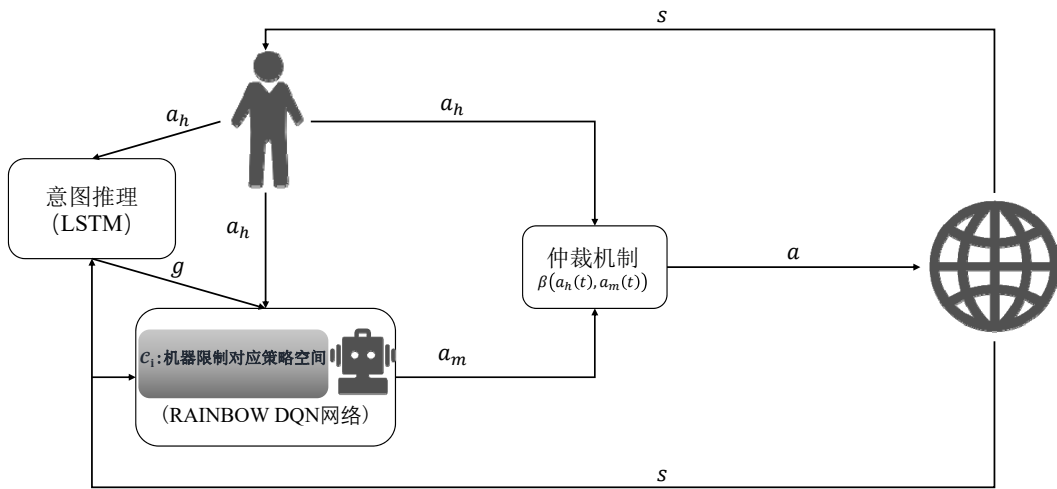 s
a_h
a_h
意图推理
(LSTM)
a_h
仲裁机制
β(a_h(t),a_m(t))
a
g
c_i:机器限制对应策略空间
a_m
(RAINBOW DQN网络)
s